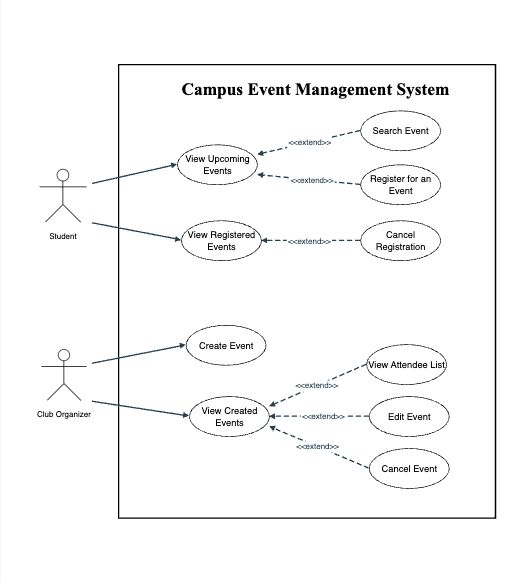 Campus Event Management System
Search Event
<<extend>>
View Upcoming
Events
Register for an
Event
<<extend>>
Student
View Registered
Events
<<extend>>
Cancel
Registration
Create Event
View Attendee List
<<extend>>
Club Organizer
View Created
Events
<<extend>>
Edit Event
<<extend>>
Cancel Event